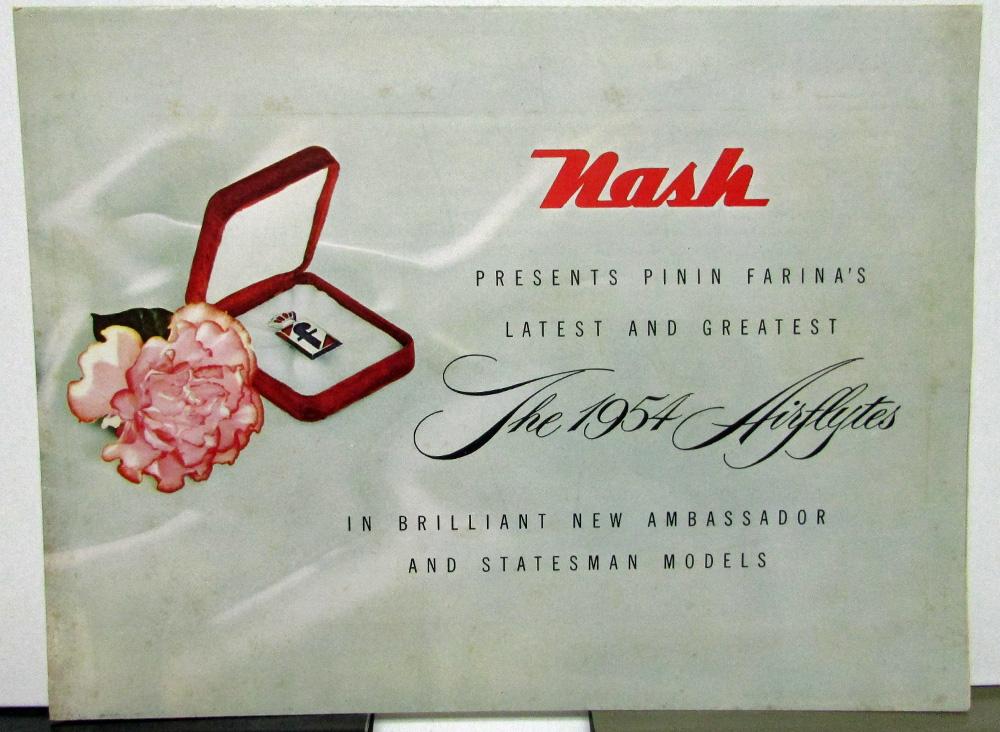 Nash
PRESENTS PININ FARINA'S
LATEST AND GREATEST
The 1954 Airflytes
IN BRILLIANT NEW AMBASSADOR
AND STATESMAN MODELS
f